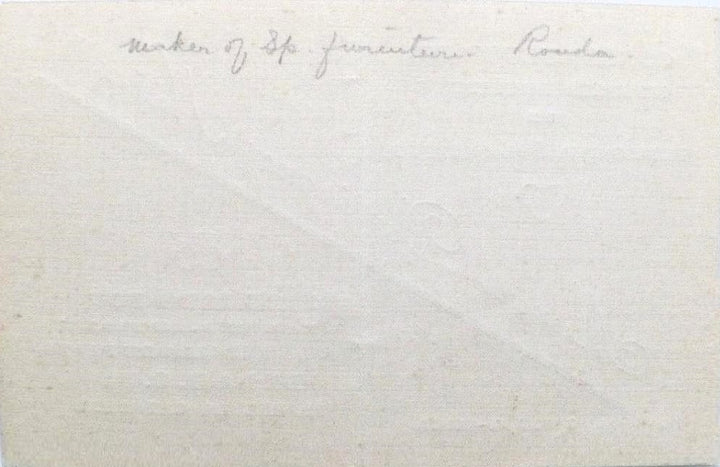 maker of Sp. furniture. Ronda.